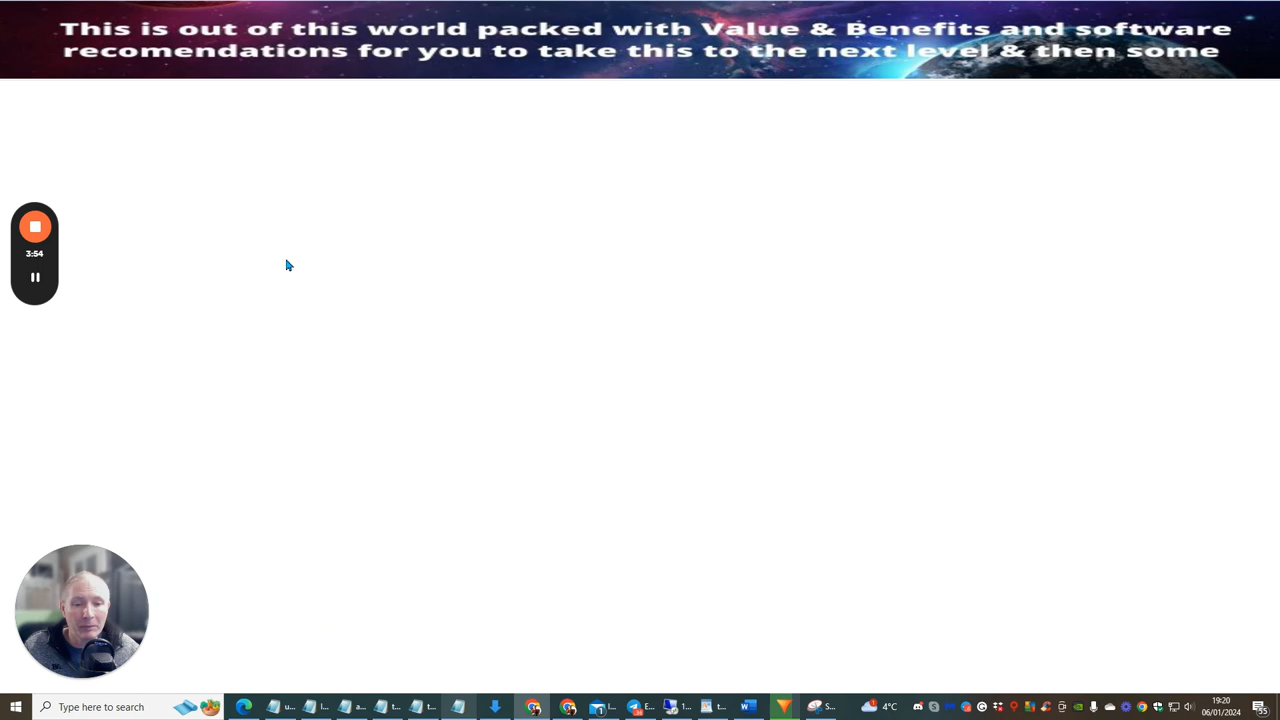 This is out of this world packed with Value & Benefits and software
recomendations for you to take this to the next level & then some
3:54
Type here to search
u...
l...
a...
t...
t...
l...
E...
1...
t...
S...
4°C
19:20
06/01/2024